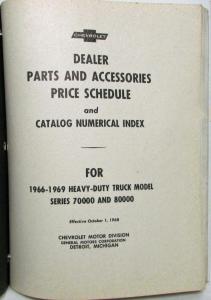 CHEVROLET
DEALER
PARTS AND ACCESSORIES
PRICE SCHEDULE
and
CATALOG NUMERICAL INDEX
FOR
1966-1969 HEAVY-DUTY TRUCK MODEL
SERIES 70000 AND 80000
Effective October 1, 1968
CHEVROLET MOTOR DIVISION
GENERAL MOTORS CORPORATION
DETROIT, MICHIGAN